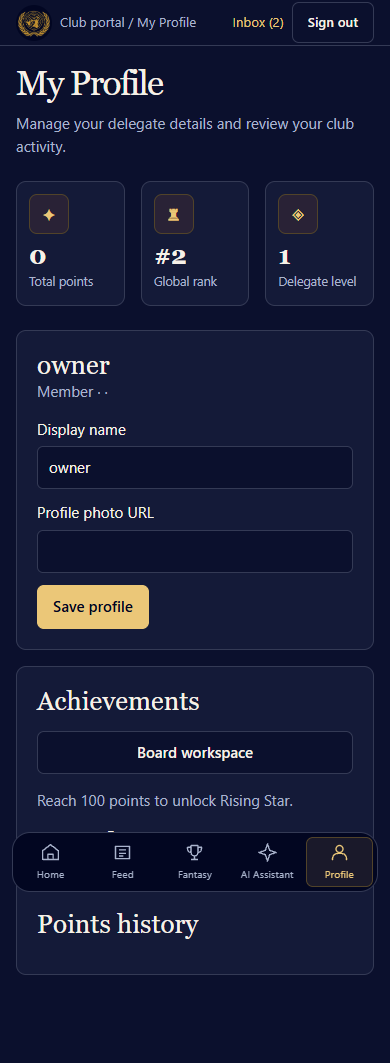 Club portal / My Profile
Inbox (2)
Sign out
My Profile
Manage your delegate details and review your club
activity.
0
Total points
#2
Global rank
1
Delegate level
owner
Member · ·
Display name
owner
Profile photo URL
Save profile
Achievements
Board workspace
Reach 100 points to unlock Rising Star.
Home
Feed
Fantasy
AI Assistant
Profile
Points history